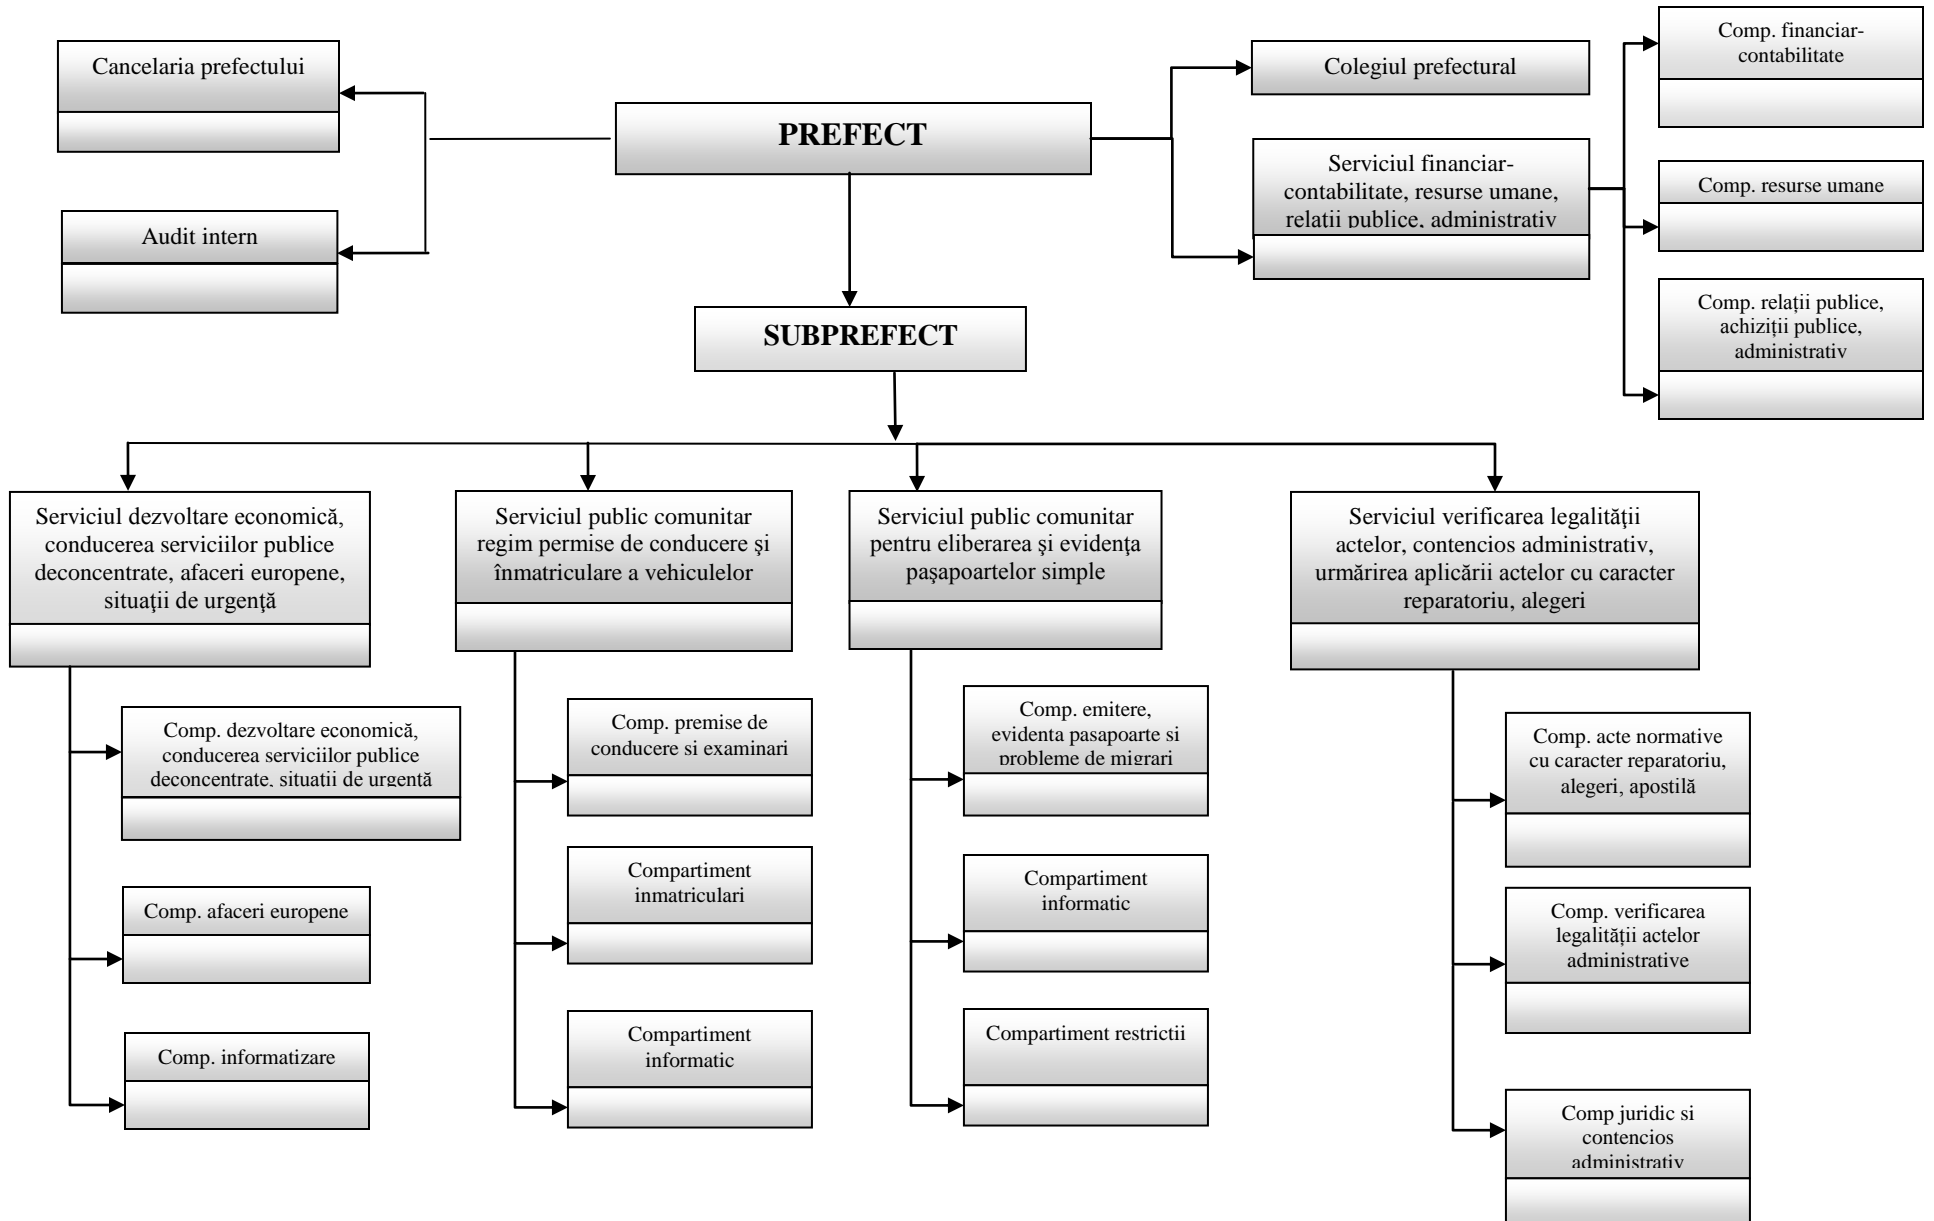 Cancelaria prefectului
Audit intern
PREFECT
SUBPREFECT
Colegiul prefectural
Serviciul financiar-
contabilitate, resurse umane,
relaţii publice, administrativ
Comp. financiar-
contabilitate
Comp. resurse umane
Comp. relații publice,
achiziții publice,
administrativ
Serviciul dezvoltare economică,
conducerea serviciilor publice
deconcentrate, afaceri europene,
situaţii de urgenţă
Comp. dezvoltare economică,
conducerea serviciilor publice
deconcentrate, situatii de urgentă
Comp. afaceri europene
Comp. informatizare
Serviciul public comunitar
regim permise de conducere şi
înmatriculare a vehiculelor
Comp. premise de
conducere si examinari
Compartiment
inmatriculari
Compartiment
informatic
Serviciul public comunitar
pentru eliberarea şi evidenţa
paşapoartelor simple
Comp. emitere,
evidenta pasapoarte si
probleme de migrari
Compartiment
informatic
Compartiment restrictii
Serviciul verificarea legalităţii
actelor, contencios administrativ,
urmărirea aplicării actelor cu caracter
reparatoriu, alegeri
Comp. acte normative
cu caracter reparatoriu,
alegeri, apostilă
Comp. verificarea
legalității actelor
administrative
Comp juridic si
contencios
administrativ